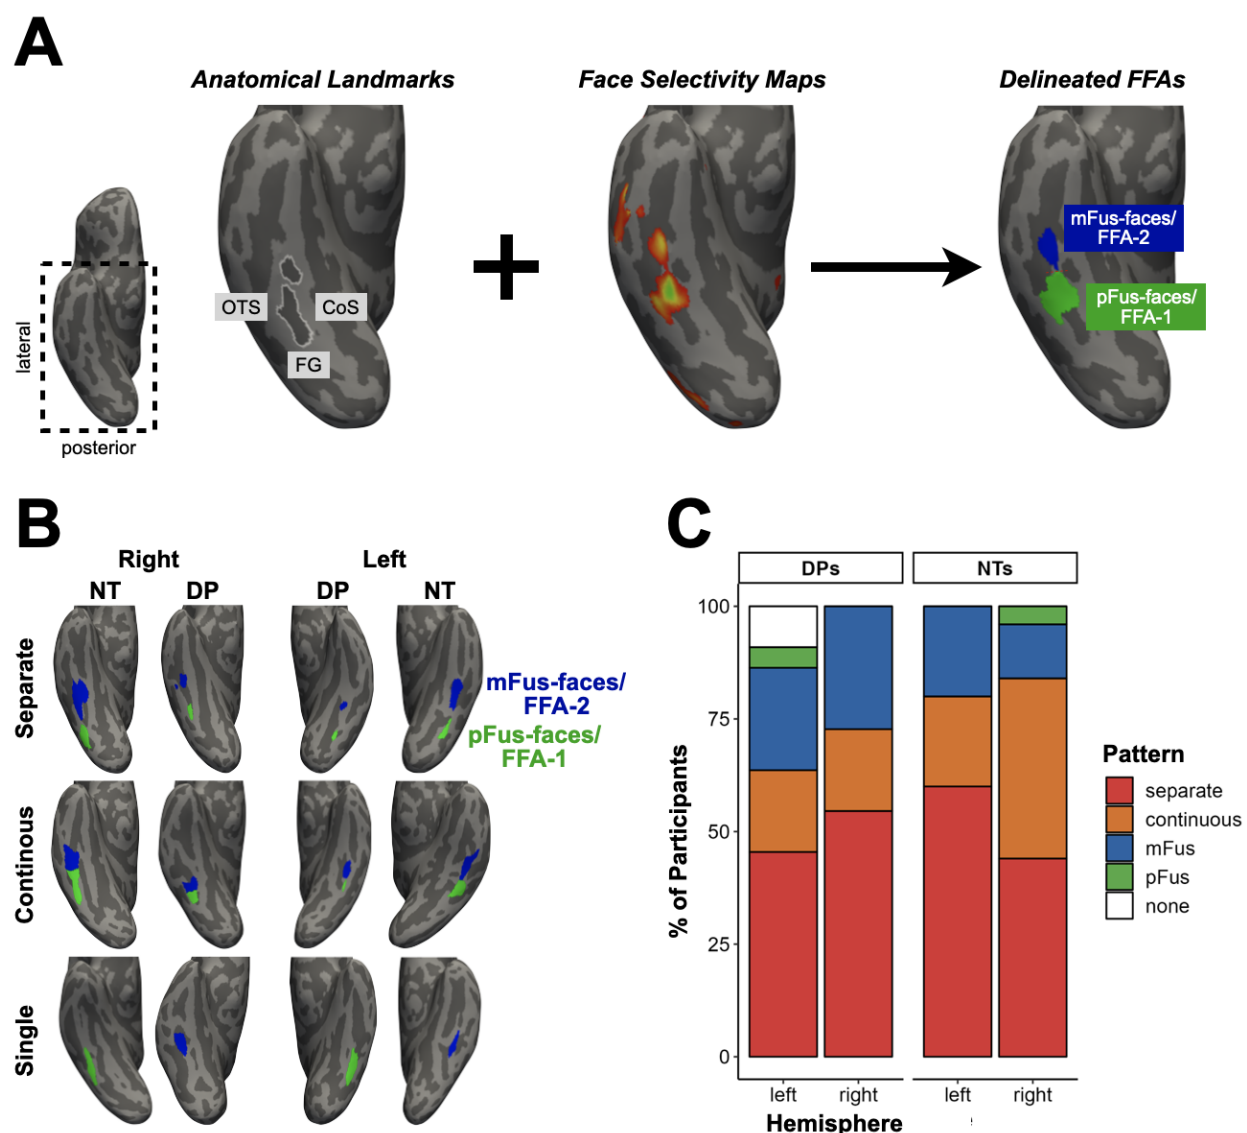 A
Anatomical Landmarks
Face Selectivity Maps
Delineated FFAs
lateral
posterior
OTS
CoS
FG
mFus-faces/
FFA-2
pFus-faces/
FFA-1
B
Right
Left
NT
DP
DP
NT
Separate
mFus-faces/
FFA-2
pFus-faces/
FFA-1
Continous
Single
C
DPs
NTs
% of Participants
100
75
50
25
0
left
right
left
right
Hemisphere
Pattern
separate
continuous
mFus
pFus
none